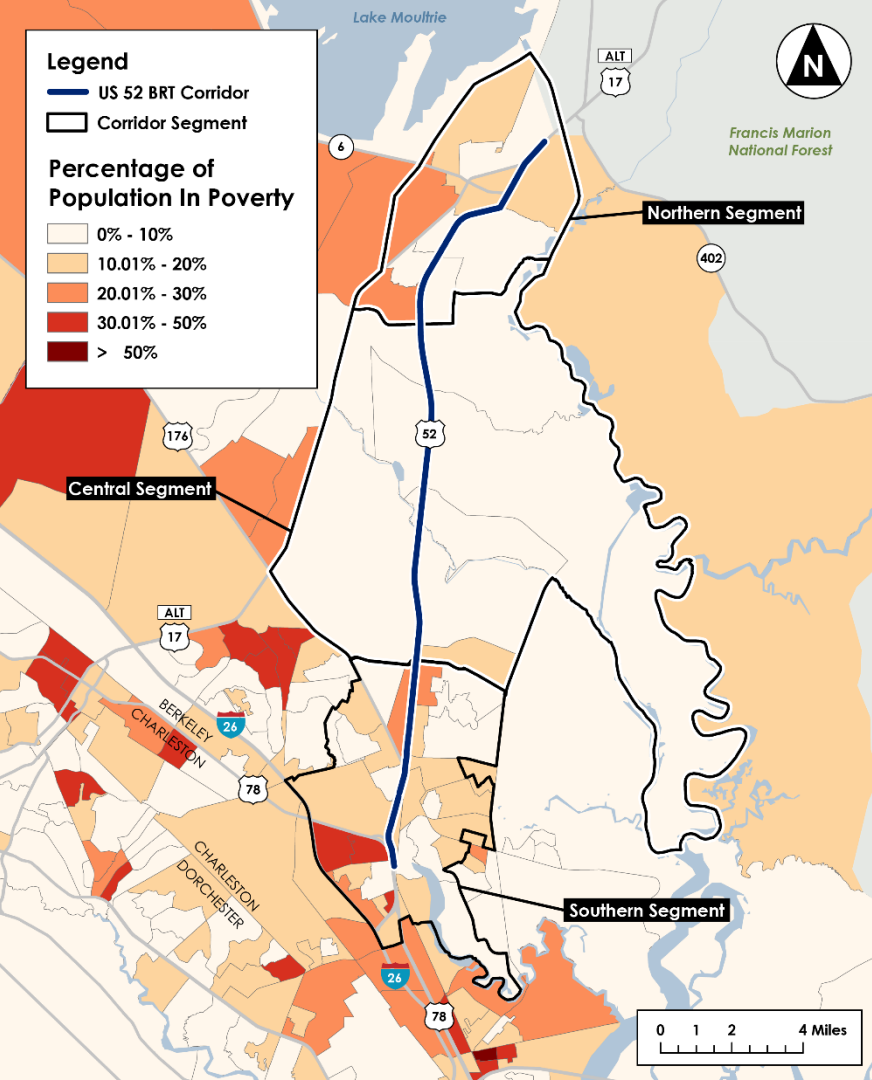 Lake Moultrie
ALT
17
N
Legend
US 52 BRT Corridor
Corridor Segment
Francis Marion
National Forest
6
Percentage of
Population In Poverty
Northern Segment
0% - 10%
10.01% - 20%
402
20.01% - 30%
30.01% - 50%
> 50%
176
52
Central Segment
ALT
17
BERKELEY
CHARLESTON
26
78
CHARLESTON
DORCHESTER
Southern Segment
26
78
0 1 2 4 Miles